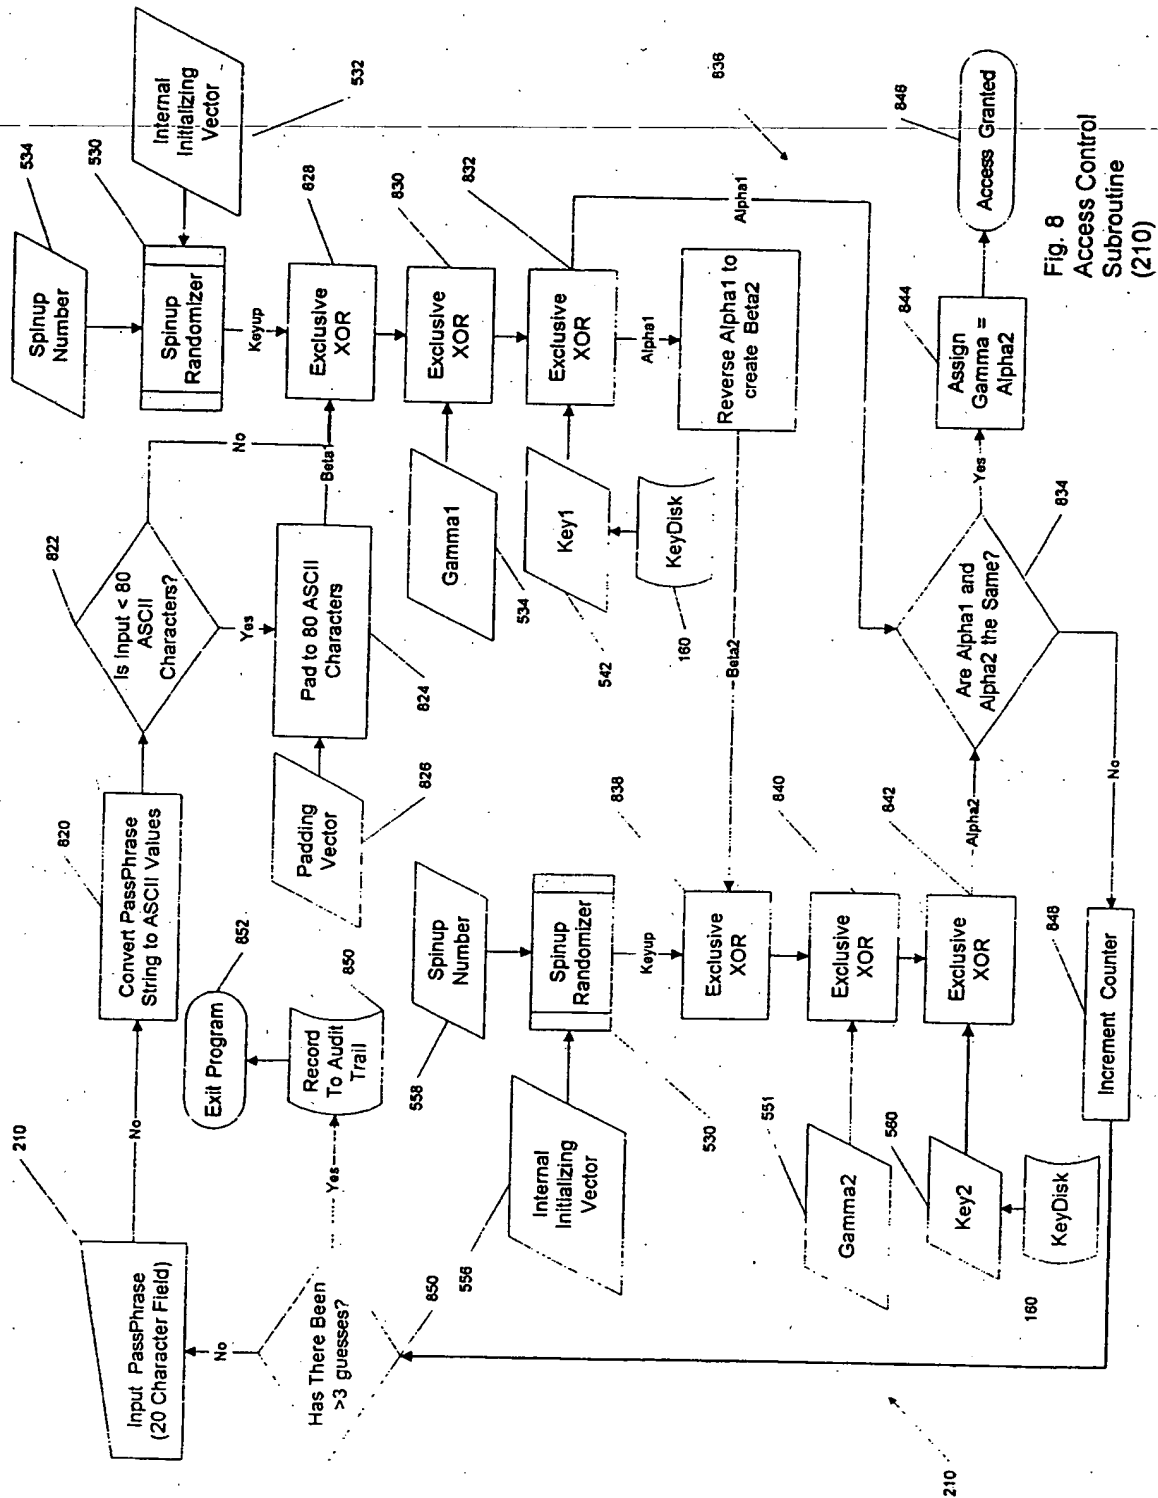 210
Input PassPhrase
(20 Character Field)
No
820
Convert PassPhrase
String to ASCII Values
822
Is Input < 80
ASCII
Characters?
No
Yes
534
Spinup
Number
530
Spinup
Randomizer
Internal
Initializing
Vector
532
Keyup
852
Exit Program
850
Record
To Audit
Trail
Yes
Has There Been
>3 guesses?
850
No
Padding
Vector
826
Pad to 80 ASCII
Characters
824
Beta1
Exclusive
XOR
828
Gamma1
534
Exclusive
XOR
830
Key1
542
KeyDisk
160
Exclusive
XOR
832
Alpha1
Alpha1
Reverse Alpha1 to
create Beta2
836
Beta2
558
Spinup
Number
556
Internal
Initializing
Vector
Spinup
Randomizer
530
Keyup
838
Exclusive
XOR
551
Gamma2
840
Exclusive
XOR
560
Key2
KeyDisk
160
842
Exclusive
XOR
Alpha2
Are Alpha1 and
Alpha2 the Same?
834
Yes
844
Assign
Gamma =
Alpha2
846
Access Granted
No
848
Increment Counter
210
Fig. 8
Access Control
Subroutine
(210)